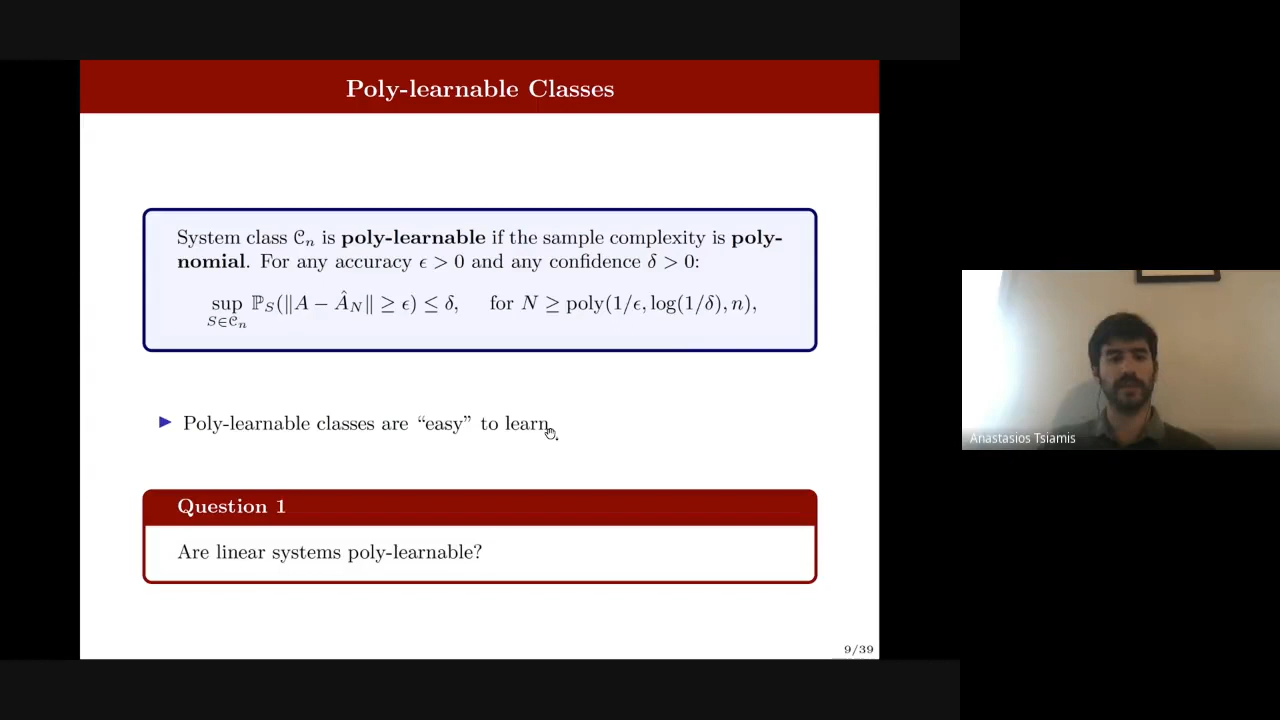 Poly-learnable Classes
System class 𝒞ₙ is poly-learnable if the sample complexity is poly-
nomial. For any accuracy ϵ > 0 and any confidence δ > 0:
sup ℙ_S(‖A − Â_N‖ ≥ ϵ) ≤ δ, for N ≥ poly(1/ϵ, log(1/δ), n),
S∈𝒞ₙ
▶ Poly-learnable classes are “easy” to learn.
Question 1
Are linear systems poly-learnable?
9/39
Anastasios Tsiamis